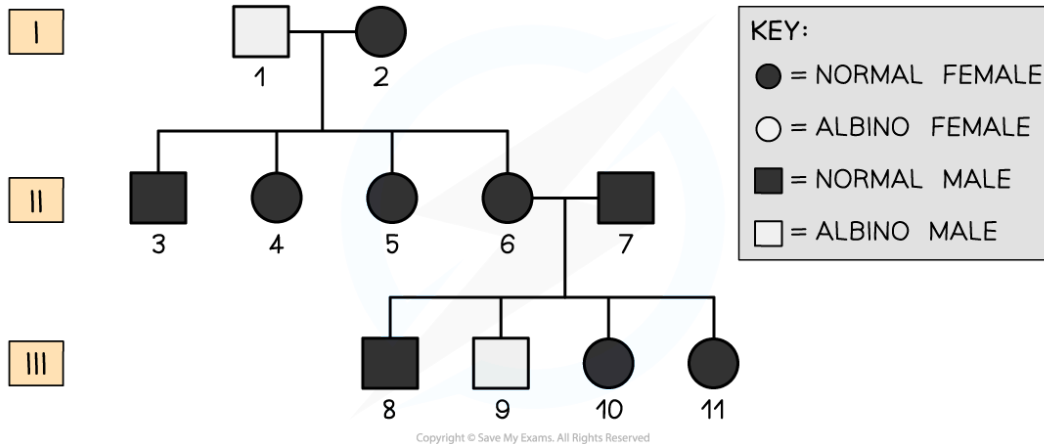 I
1 2
KEY:
= NORMAL FEMALE
= ALBINO FEMALE
= NORMAL MALE
= ALBINO MALE
II
3 4 5 6 7
III
8 9 10 11
Copyright © Save My Exams. All Rights Reserved